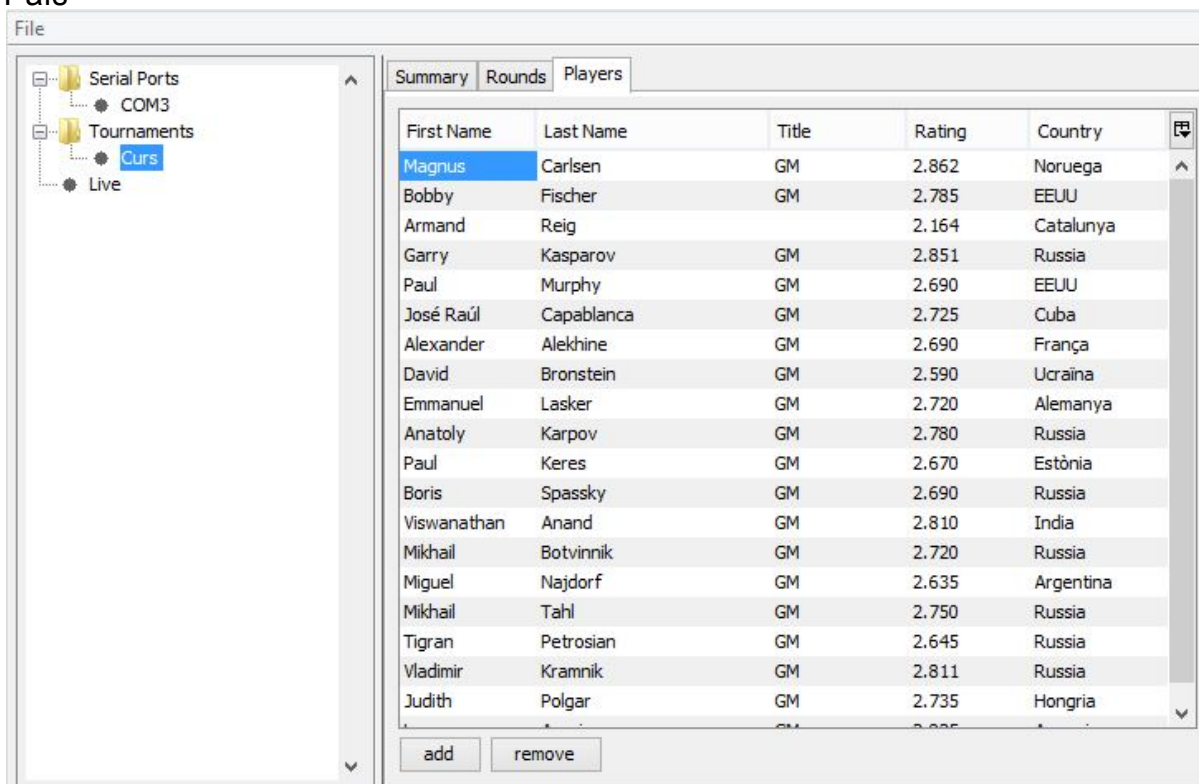 País
File
Serial Ports
COM3
Tournaments
Curs
Live
Summary Rounds Players
First Name Last Name Title Rating Country
Magnus Carlsen GM 2.862 Noruega
Bobby Fischer GM 2.785 EEUU
Armand Reig 2.164 Catalunya
Garry Kasparov GM 2.851 Russia
Paul Murphy GM 2.690 EEUU
José Raúl Capablanca GM 2.725 Cuba
Alexander Alekhine GM 2.690 França
David Bronstein GM 2.590 Ucraïna
Emmanuel Lasker GM 2.720 Alemanya
Anatoly Karpov GM 2.780 Russia
Paul Keres GM 2.670 Estònia
Boris Spassky GM 2.690 Russia
Viswanathan Anand GM 2.810 India
Mikhail Botvinnik GM 2.720 Russia
Miguel Najdorf GM 2.635 Argentina
Mikhail Tahl GM 2.750 Russia
Tigran Petrosian GM 2.645 Russia
Vladimir Kramnik GM 2.811 Russia
Judith Polgar GM 2.735 Hongria
add remove